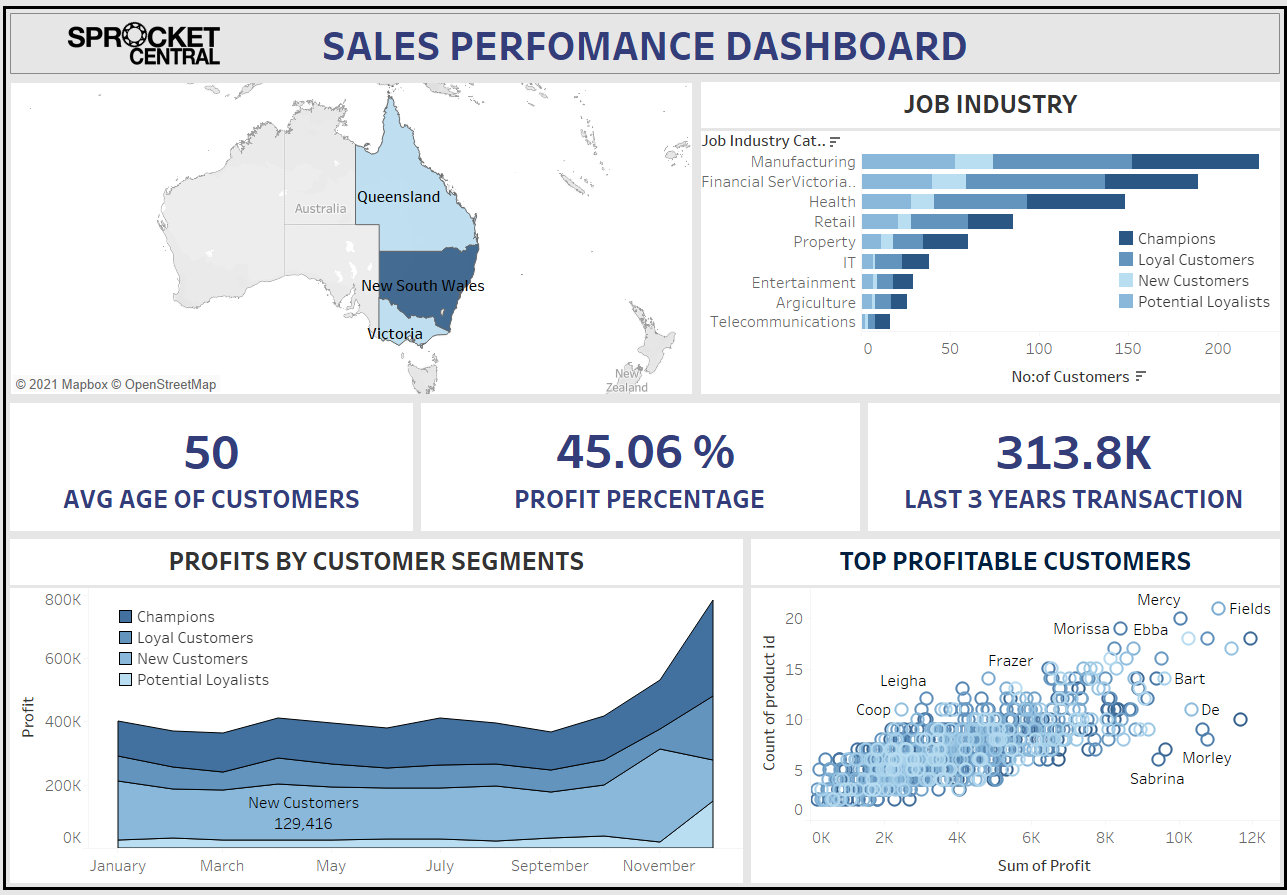 SPROCKET
CENTRAL
SALES PERFOMANCE DASHBOARD
Queensland
Australia
New South Wales
Victoria
New
Zealand
© 2021 Mapbox © OpenStreetMap
JOB INDUSTRY
Job Industry Cat..
Manufacturing
Financial SerVictoria..
Health
Retail
Property
IT
Entertainment
Argiculture
Telecommunications
Champions
Loyal Customers
New Customers
Potential Loyalists
0 50 100 150 200
No:of Customers
50
AVG AGE OF CUSTOMERS
45.06 %
PROFIT PERCENTAGE
313.8K
LAST 3 YEARS TRANSACTION
PROFITS BY CUSTOMER SEGMENTS
800K
600K
400K
200K
0K
Profit
Champions
Loyal Customers
New Customers
Potential Loyalists
New Customers
129,416
January March May July September November
TOP PROFITABLE CUSTOMERS
Count of product id
20
15
10
5
0
Mercy
Fields
Morissa Ebba
Frazer
Leigha
Bart
Coop
De
Morley
Sabrina
0K 2K 4K 6K 8K 10K 12K
Sum of Profit